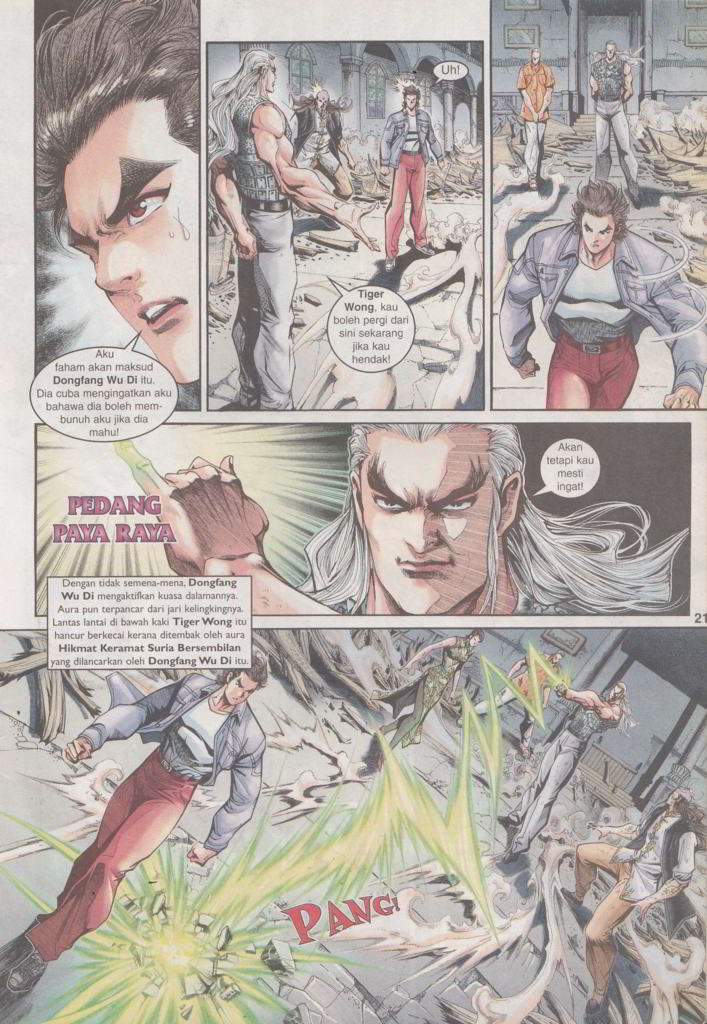 Uh!
Tiger
Wong, kau
boleh pergi dari
sini sekarang
jika kau
hendak!
Aku
faham akan maksud
Dongfang Wu Di itu.
Dia cuba mengingatkan aku
bahawa dia boleh mem-
bunuh aku jika dia
mahu!
Akan
tetapi kau
mesti
ingat!
PEDANG
PAYA RAYA
Dengan tidak semena-mena, Dongfang
Wu Di mengaktifkan kuasa dalamannya.
Aura pun terpancar dari jari kelingkingnya.
Lantas lantai di bawah kaki Tiger Wong itu
hancur berkecai kerana ditembak oleh aura
Hikmat Keramat Suria Bersembilan
yang dilancarkan oleh Dongfang Wu Di itu.
21
PANG!